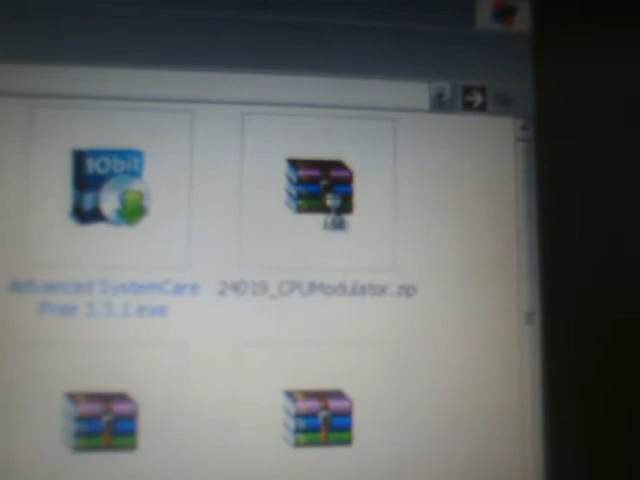 IObit
Advanced SystemCare
Free 3.3.1.exe
24019_CPUModulator.zip